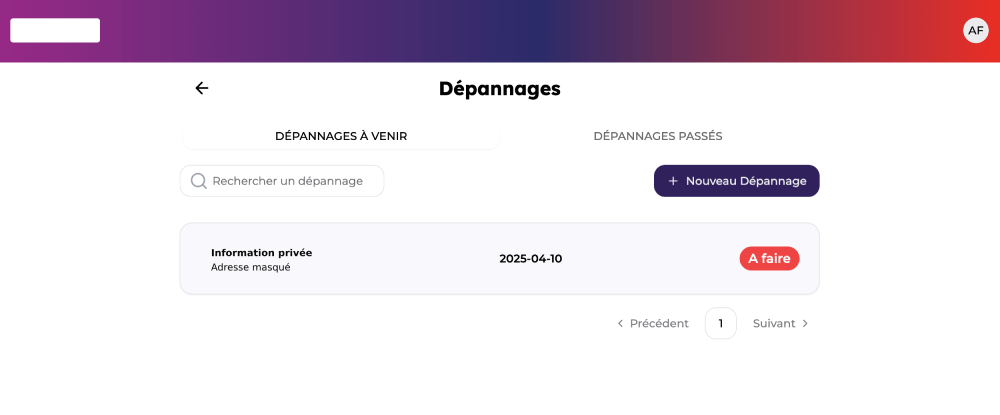 AF
Dépannages
DÉPANNAGES À VENIR
DÉPANNAGES PASSÉS
Rechercher un dépannage
+ Nouveau Dépannage
Information privée
Adresse masqué
2025-04-10
A faire
Précédent
1
Suivant